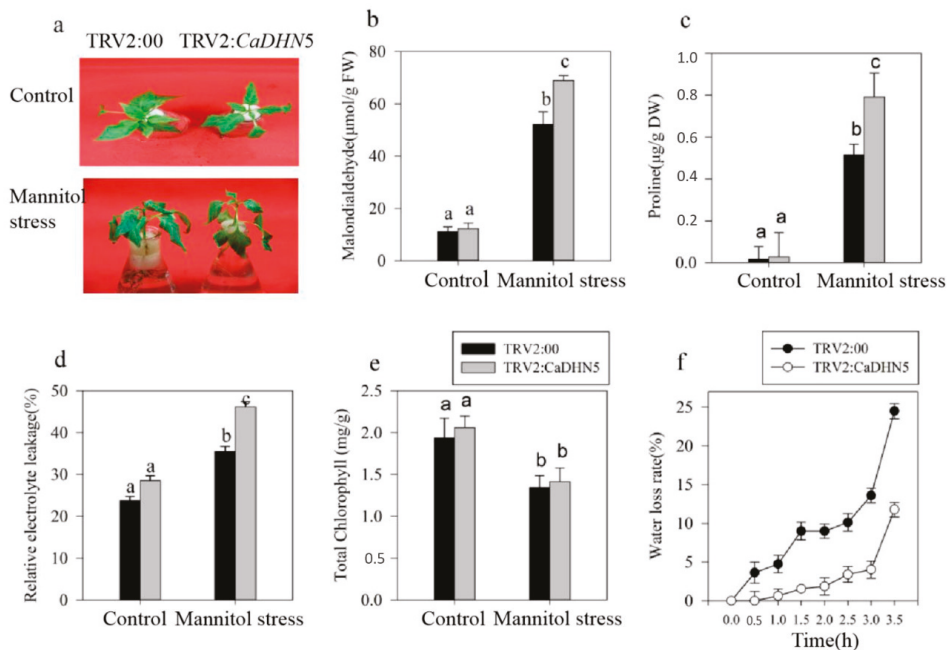 a
TRV2:00 TRV2:CaDHN5
Control
Mannitol
stress
b
Malondialdehyde(μmol/g FW)
80
60
40
20
0
a a
b
c
Control Mannitol stress
c
Proline(μg/g DW)
1.0
0.8
0.6
0.4
0.2
0.0
a a
b
c
Control Mannitol stress
d
Relative electrolyte leakage(%)
50
40
30
20
10
0
a
a
b
c
Control Mannitol stress
e
TRV2:00
TRV2:CaDHN5
Total Chlorophyll (mg/g)
2.5
2.0
1.5
1.0
0.5
0.0
a a
b b
Control Mannitol stress
f
TRV2:00
TRV2:CaDHN5
Water loss rate(%)
25
20
15
10
5
0
0.0 0.5 1.0 1.5 2.0 2.5 3.0 3.5
Time(h)